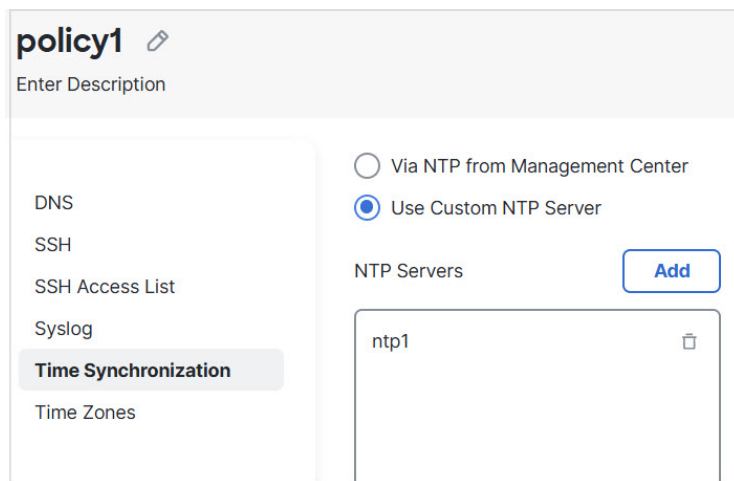 policy1
Enter Description
DNS
SSH
SSH Access List
Syslog
Time Synchronization
Time Zones
Via NTP from Management Center
Use Custom NTP Server
NTP Servers
Add
ntp1